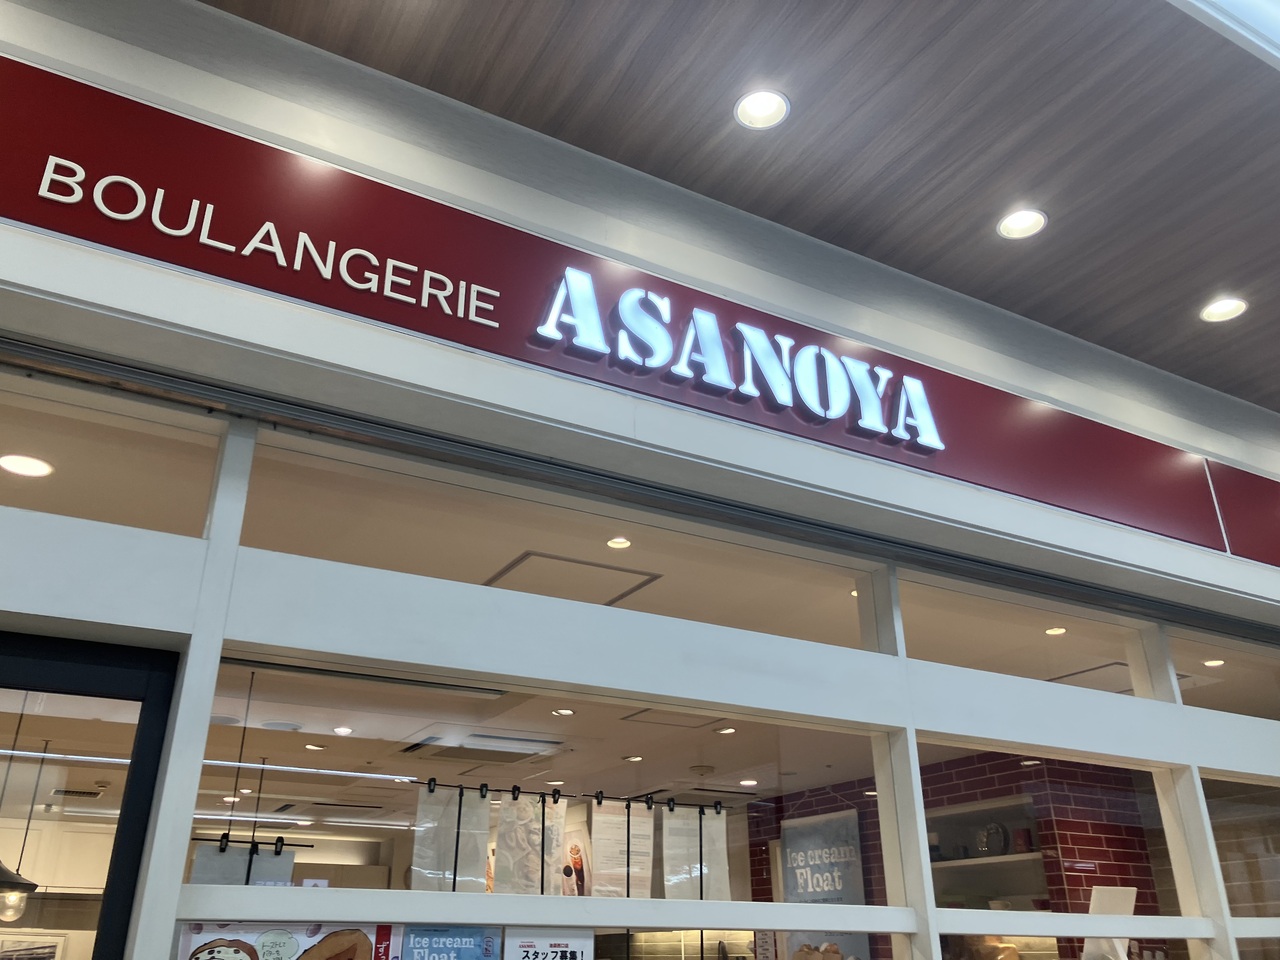 BOULANGERIE ASANOYA
Ice cream
Float
Ice cream
Float
スタッフ募集!